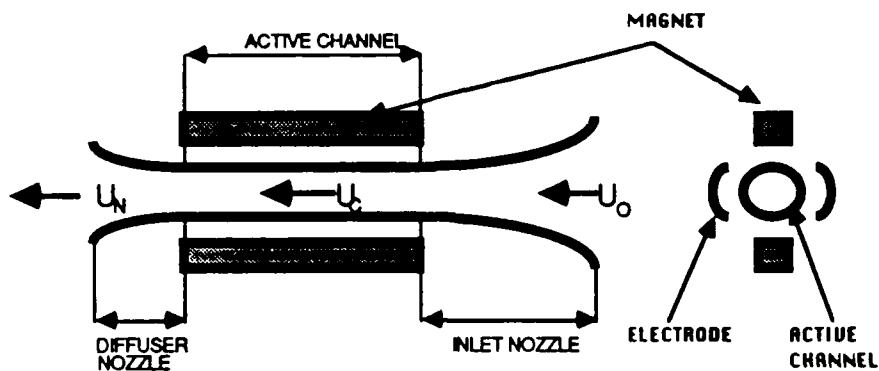 ACTIVE CHANNEL
MAGNET
U_N
U_C
U_O
DIFFUSER
NOZZLE
INLET NOZZLE
ELECTRODE
ACTIVE
CHANNEL